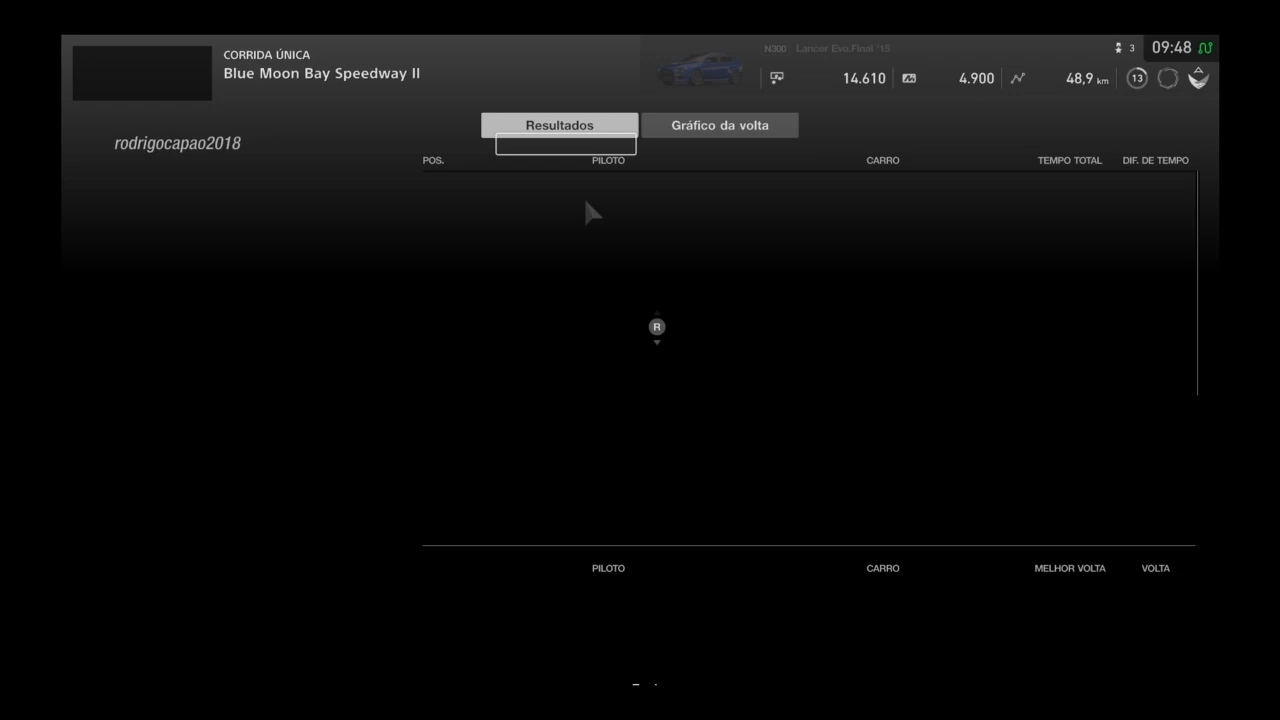 CORRIDA ÚNICA
Blue Moon Bay Speedway II
N300 Lancer Evo.Final '15
3 09:48
14.610 4.900 48,9 km 13
Resultados Gráfico da volta
rodrigocapao2018
POS. PILOTO CARRO TEMPO TOTAL DIF. DE TEMPO
R
PILOTO CARRO MELHOR VOLTA VOLTA